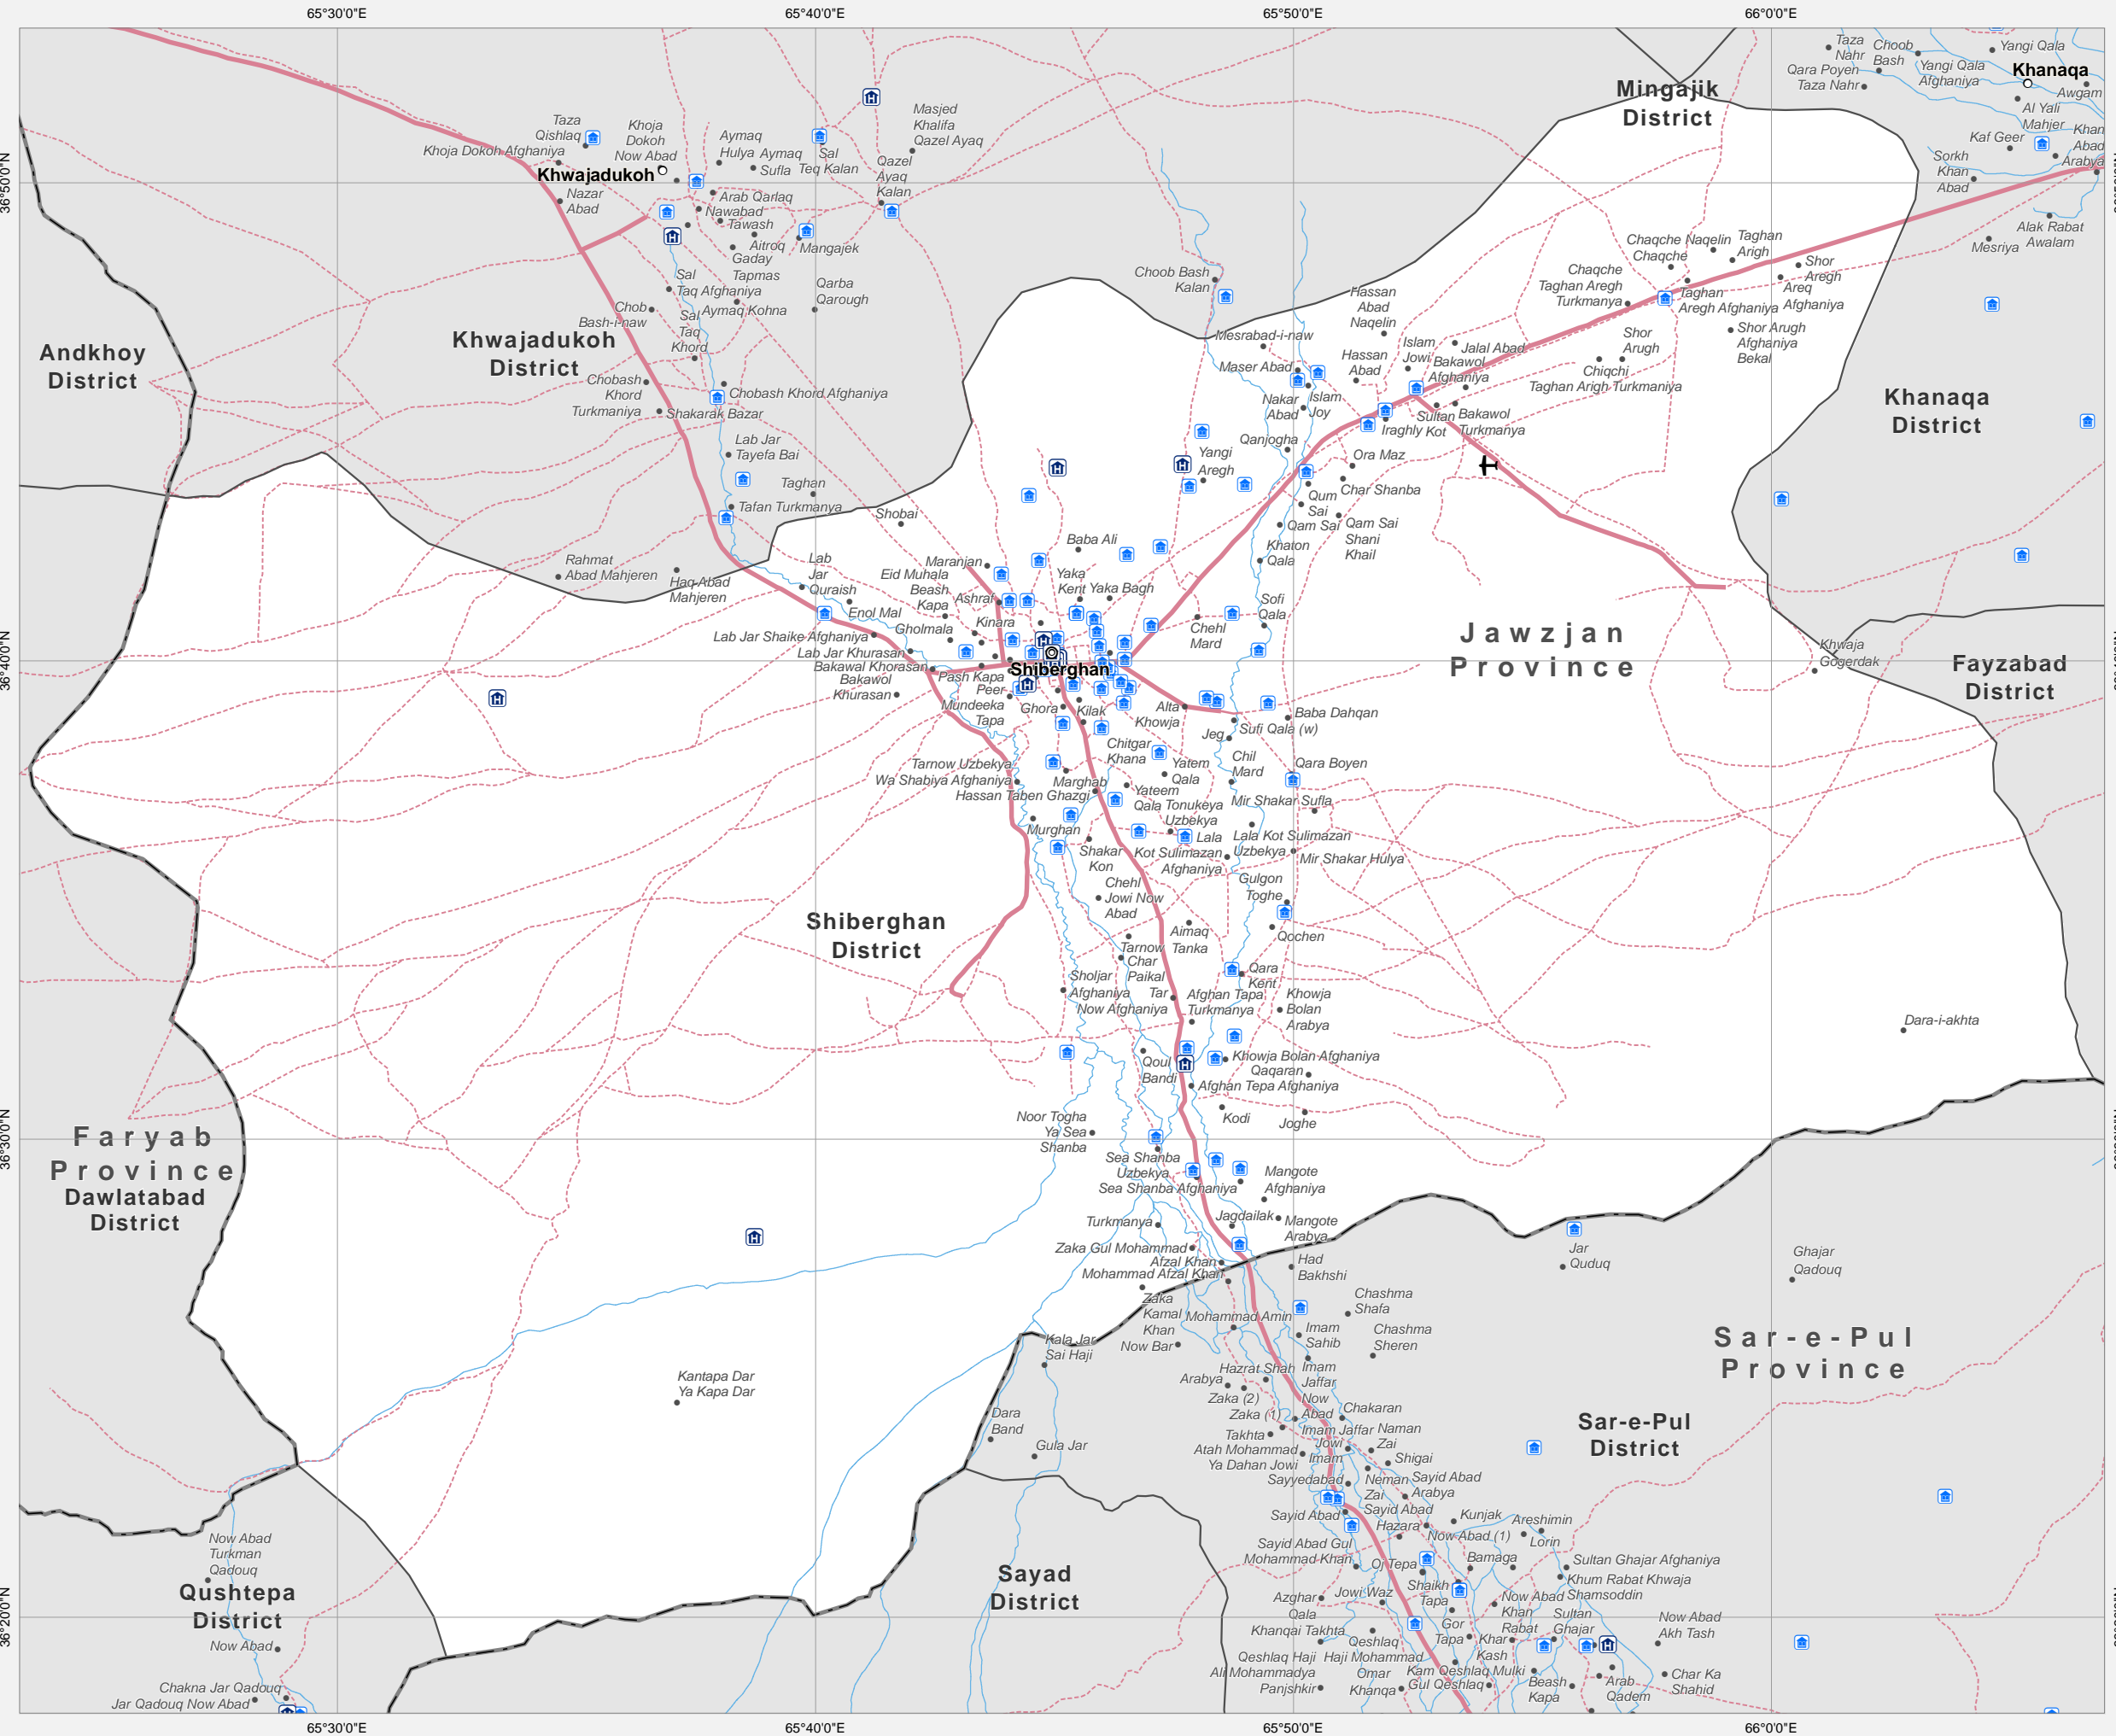 65°30'0"E
65°40'0"E
65°50'0"E
66°0'0"E
36°50'0"N
36°40'0"N
36°30'0"N
36°20'0"N
Mingajik
District
Taza
Nahr
Choob
Bash
Qara Poyen
Taza Nahr
Yangi Qala
Yangi Qala
Afghaniya
Khanaqa
Awgam
Al Yali
Mahjer
Kaf Geer
Khan
Abad
Arabya
Sorkh
Khan
Abad
Alak Rabat
Awalam
Mesriya
Taza
Qishlaq
Khoja Dokoh Afghaniya
Khoja
Dokoh
Now Abad
Khwajadukoh
Nazar
Abad
Aymaq
Hulya
Aymaq
Sufla
Sal
Teq Kalan
Masjed
Khalifa
Qazel Ayaq
Qazel
Ayaq
Kalan
Arab Qarlaq
Nawabad
Tawash
Aitroq
Gaday
Mangajek
Tapmas
Sal
Taq Afghaniya
Aymaq Kohna
Qarba
Qarough
Chob
Bash-i-naw
Sal
Taq
Khord
Khwajadukoh
District
Andkhoy
District
Chobash
Khord
Turkmaniya
Chobash Khord Afghaniya
Shakarak Bazar
Lab Jar
Tayefa Bai
Taghan
Tafan Turkmanya
Shobai
Choob Bash
Kalan
Mesrabad-i-naw
Maser Abad
Hassan
Abad
Naqelin
Hassan
Abad
Islam
Jowi
Bakawol
Afghaniya
Jalal Abad
Nakar
Abad
Islam
Joy
Sultan
Kot
Bakawol
Turkmanya
Iraghly
Qanjogha
Yangi
Aregh
Ora Maz
Char Shanba
Qum
Sai
Qam Sai
Qam Sai
Shani
Khail
Khaton
Qala
Chaqche Naqelin
Chaqche
Taghan
Arigh
Chaqche
Taghan Aregh
Turkmanya
Taghan
Aregh Afghaniya
Shor
Aregh
Areq
Afghaniya
Shor
Arugh
Shor Arugh
Afghaniya
Bekal
Chiqchi
Taghan Arigh Turkmaniya
Khanaqa
District
Jawzjan
Province
Khwaja
Gogerdak
Fayzabad
District
Rahmat
Abad Mahjeren
Haq Abad
Mahjeren
Lab
Jar
Quraish
Enol Mal
Maranjan
Eid Muhala
Beash
Kapa
Ashraf
Gholmala
Kinara
Baba Ali
Yaka
Kent
Yaka Bagh
Sofi
Qala
Chehl
Mard
Lab Jar Shaike Afghaniya
Lab Jar Khurasan
Bakawal Khorasan
Bakawol
Khurasan
Shiberghan
Pash Kapa
Peer
Mundeeka
Tapa
Ghora
Kilak
Alta
Khowja
Baba Dahqan
Sufi Qala (w)
Jeg
Chitgar
Khana
Yatem
Qala
Chil
Mard
Qara Boyen
Tarnow Uzbekya
Wa Shabiya Afghaniya
Marghab
Hassan Taben Ghazgi
Yateem
Qala Tonukeya
Uzbekya
Mir Shakar Sufla
Murghan
Lala
Kot Sulimazan
Afghaniya
Lala Kot Sulimazan
Uzbekya
Mir Shakar Hulya
Shakar
Kon
Chehl
Jowi Now
Abad
Gulgon
Toghe
Shiberghan
District
Aimaq
Tanka
Qochen
Tarnow
Char
Paikal
Sholjar
Afghaniya
Now Afghaniya
Tar
Qara
Kent
Afghan Tapa
Turkmanya
Khowja
Bolan
Arabya
Dara-i-akhta
Qoul
Bandi
Khowja Bolan Afghaniya
Qaqaran
Afghan Tepa Afghaniya
Kodi
Joghe
Noor Togha
Ya Sea
Shanba
Sea Shanba
Uzbekya
Sea Shanba Afghaniya
Mangote
Afghaniya
Faryab
Province
Dawlatabad
District
Jagdailak
Mangote
Arabya
Turkmanya
Zaka Gul Mohammad
Afzal Khan
Mohammad Afzal Khan
Had
Bakhshi
Jar
Quduq
Ghajar
Qadouq
Zaka
Kamal
Khan
Now Bar
Mohammad Amin
Chashma
Shafa
Imam
Sahib
Chashma
Sheren
Kala Jar
Sai Haji
Sar-e-Pul
Province
Kantapa Dar
Ya Kapa Dar
Hazrat Shah
Arabya
Zaka (2)
Zaka (1)
Imam
Jaffar
Now
Abad
Chakaran
Takhta
Imam Jaffar
Jowi
Naman
Zai
Atah Mohammad
Ya Dahan Jowi
Imam
Shigai
Sar-e-Pul
District
Dara
Band
Gula Jar
Sayyedabad
Neman
Zai
Sayid Abad
Arabya
Sayid Abad
Sayid Abad
Hazara
Kunjak
Now Abad (1)
Areshimin
Lorin
Now Abad
Turkman
Qadouq
Qushtepa
District
Now Abad
Chakna Jar Qadouq
Jar Qadouq Now Abad
Sayad
District
Sayid Abad Gul
Mohammad Khan
Oj Tepa
Bamaga
Sultan Ghajar Afghaniya
Khum Rabat Khwaja
Shamsoddin
Azghar
Jowi Waz
Shaikh
Tapa
Now Abad
Khan
Rabat
Sultan
Ghajar
Now Abad
Akh Tash
Qala
Khanqai Takhta
Gor
Tapa
Khar
Kash
Qeshlaq
Haji Mohammad
Omar
Khanqa
Qeshlaq Haji
Ali Mohammadya
Panjshkir
Kam Qeshlaq Mulki
Gul Qeshlaq
Beash
Kapa
Arab
Qadem
Char Ka
Shahid
65°30'0"E
65°40'0"E
65°50'0"E
66°0'0"E